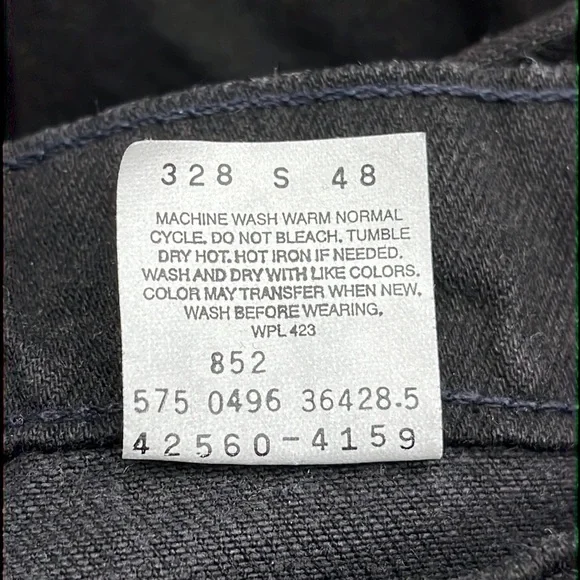 328 S 48
MACHINE WASH WARM NORMAL
CYCLE. DO NOT BLEACH. TUMBLE
DRY HOT. HOT IRON IF NEEDED.
WASH AND DRY WITH LIKE COLORS.
COLOR MAY TRANSFER WHEN NEW.
WASH BEFORE WEARING.
WPL 423
852
575 0496 36428.5
42560-4159